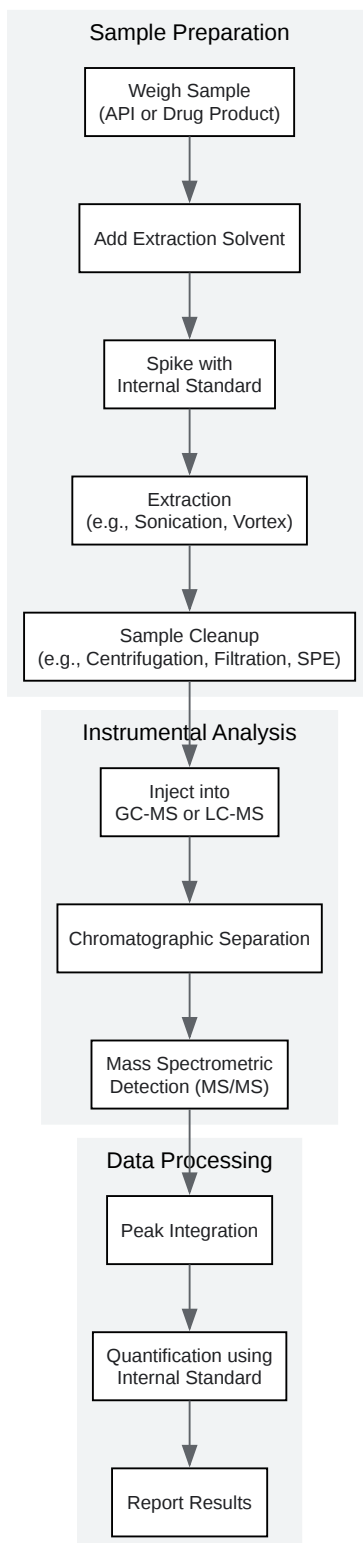 Sample Preparation
Weigh Sample
(API or Drug Product)
Add Extraction Solvent
Spike with
Internal Standard
Extraction
(e.g., Sonication, Vortex)
Sample Cleanup
(e.g., Centrifugation, Filtration, SPE)
Instrumental Analysis
Inject into
GC-MS or LC-MS
Chromatographic Separation
Mass Spectrometric
Detection (MS/MS)
Data Processing
Peak Integration
Quantification using
Internal Standard
Report Results